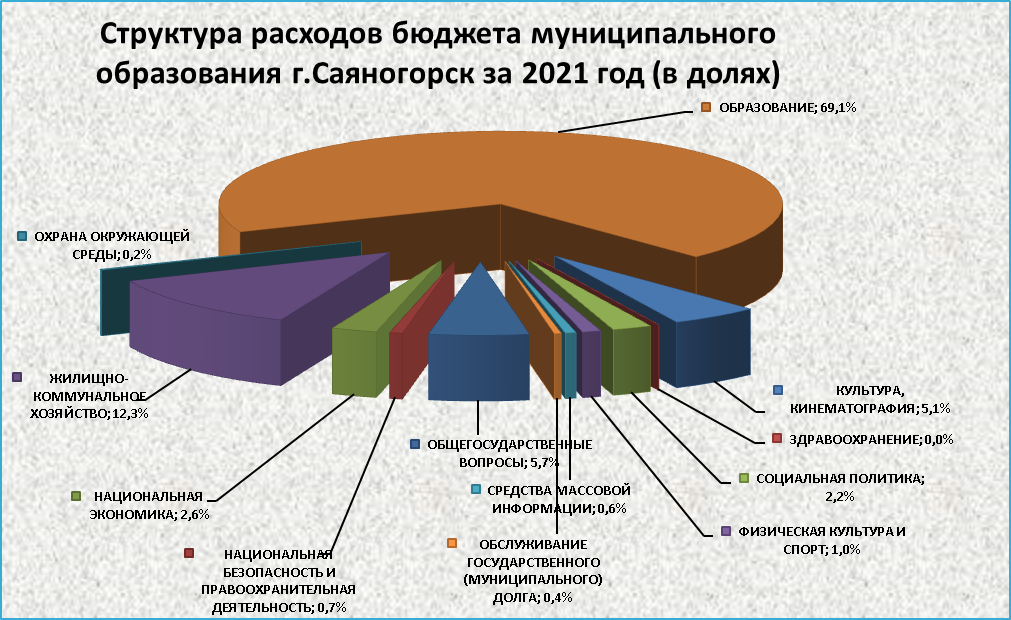 Структура расходов бюджета муниципального
образования г.Саяногорск за 2021 год (в долях)
ОБРАЗОВАНИЕ; 69,1%
ОХРАНА ОКРУЖАЮЩЕЙ
СРЕДЫ; 0,2%
ЖИЛИЩНО-
КОММУНАЛЬНОЕ
ХОЗЯЙСТВО; 12,3%
НАЦИОНАЛЬНАЯ
ЭКОНОМИКА; 2,6%
НАЦИОНАЛЬНАЯ
БЕЗОПАСНОСТЬ И
ПРАВООХРАНИТЕЛЬНАЯ
ДЕЯТЕЛЬНОСТЬ; 0,7%
ОБЩЕГОСУДАРСТВЕННЫЕ
ВОПРОСЫ; 5,7%
СРЕДСТВА МАССОВОЙ
ИНФОРМАЦИИ; 0,6%
ОБСЛУЖИВАНИЕ
ГОСУДАРСТВЕННОГО
(МУНИЦИПАЛЬНОГО)
ДОЛГА; 0,4%
КУЛЬТУРА,
КИНЕМАТОГРАФИЯ; 5,1%
ЗДРАВООХРАНЕНИЕ; 0,0%
СОЦИАЛЬНАЯ ПОЛИТИКА;
2,2%
ФИЗИЧЕСКАЯ КУЛЬТУРА И
СПОРТ; 1,0%